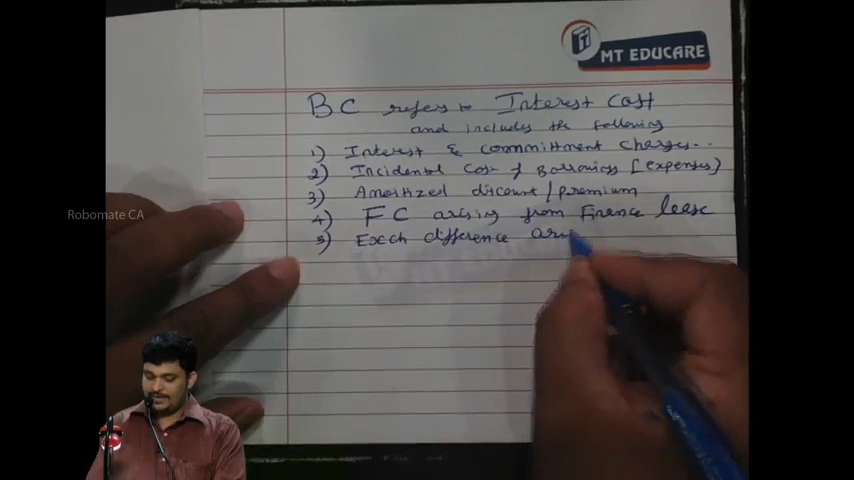 MT EDUCARE
BC refers to Interest Cost
and includes the following
1) Interest & committment charges..
2) Incidental cost of Borrowings [expenses]
3) Amortized discount / premium
Robomate CA
4) FC arising from Finance lease
5) Exch difference aris